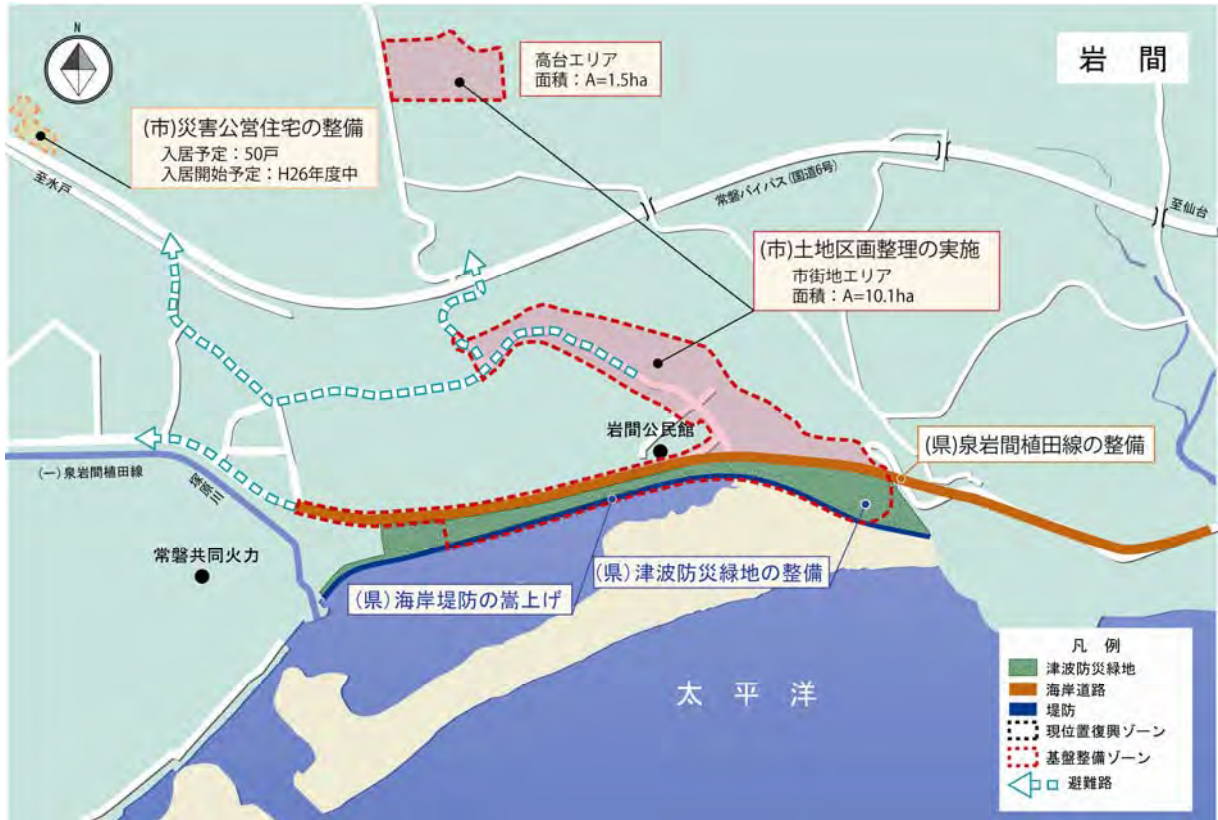 N
岩 間
高台エリア
面積：A=1.5ha
(市)災害公営住宅の整備
入居予定：50戸
入居開始予定：H26年度中
至水戸
常磐バイパス(国道6号)
至仙台
(市)土地区画整理の実施
市街地エリア
面積：A=10.1ha
岩間公民館
(県)泉岩間植田線の整備
(一)泉岩間植田線
塚原川
常磐共同火力
(県)津波防災緑地の整備
(県)海岸堤防の嵩上げ
太 平 洋
凡 例
津波防災緑地
海岸道路
堤防
現位置復興ゾーン
基盤整備ゾーン
避難路